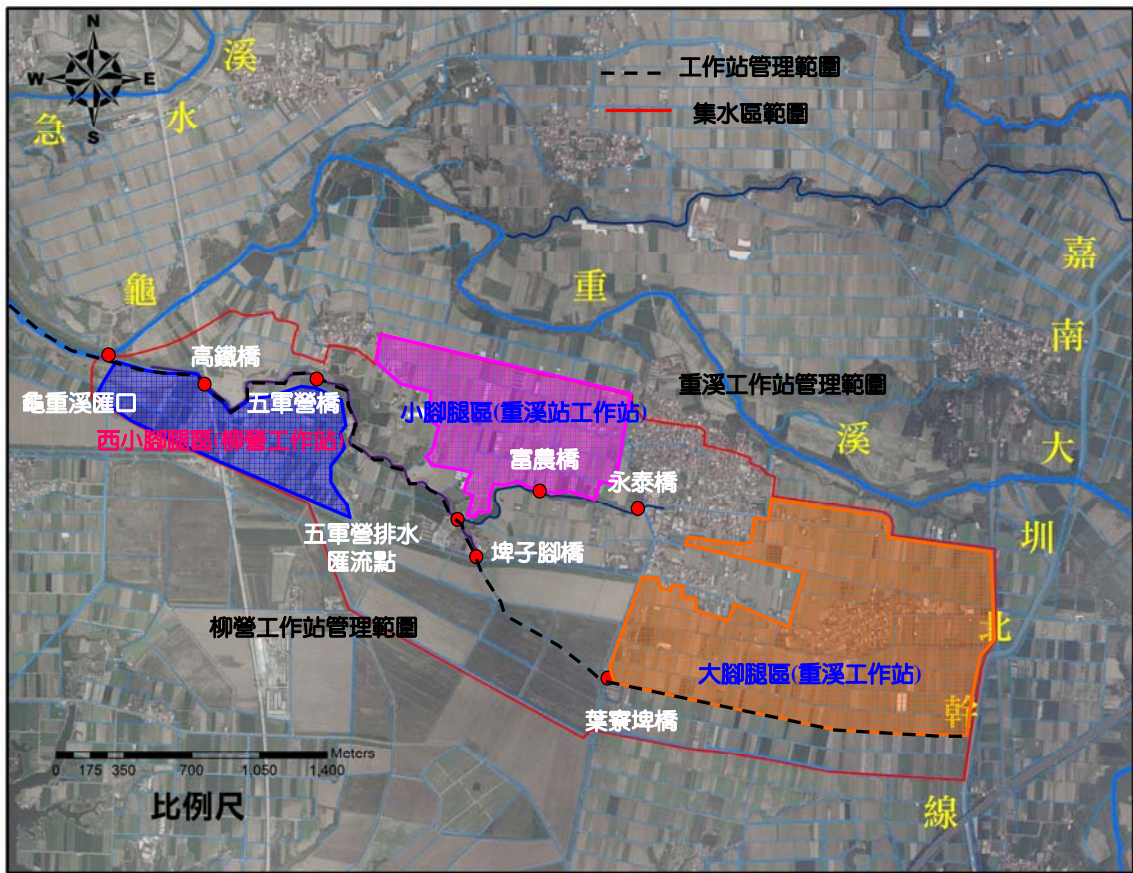 N
W E
S
急
水
溪
工作站管理範圍
集水區範圍
龜
重
溪
嘉
南
大
圳
北
幹
線
高鐵橋
龜重溪匯口
五軍營橋
西小腳腿區(柳營工作站)
小腳腿區(重溪站工作站)
重溪工作站管理範圍
富農橋
永泰橋
五軍營排水
匯流點
埤子腳橋
柳營工作站管理範圍
大腳腿區(重溪工作站)
葉寮埤橋
Meters
0 175 350 700 1,050 1,400
比例尺